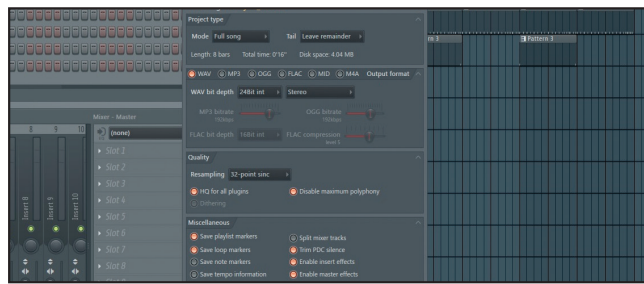 Project type
Mode Full song Tail Leave remainder
Length: 8 bars Total time: 0'16" Disk space: 4.04 MB
WAV MP3 OGG FLAC MID M4A Output format
WAV bit depth 24Bit int Stereo
MP3 bitrate OGG bitrate
FLAC bit depth 16Bit int FLAC compression
level 5
Quality
Resampling 32-point sinc
HQ for all plugins Disable maximum polyphony
Dithering
Miscellaneous
Save playlist markers Split mixer tracks
Save loop markers Trim PDC silence
Save note markers Enable insert effects
Save tempo information Enable master effects
Mixer - Master
(none)
Slot 1
Slot 2
Slot 3
Slot 4
Slot 5
Slot 6
Slot 7
Slot 8
8 9 10
Insert 8
Insert 9
Insert 10
Pattern 3